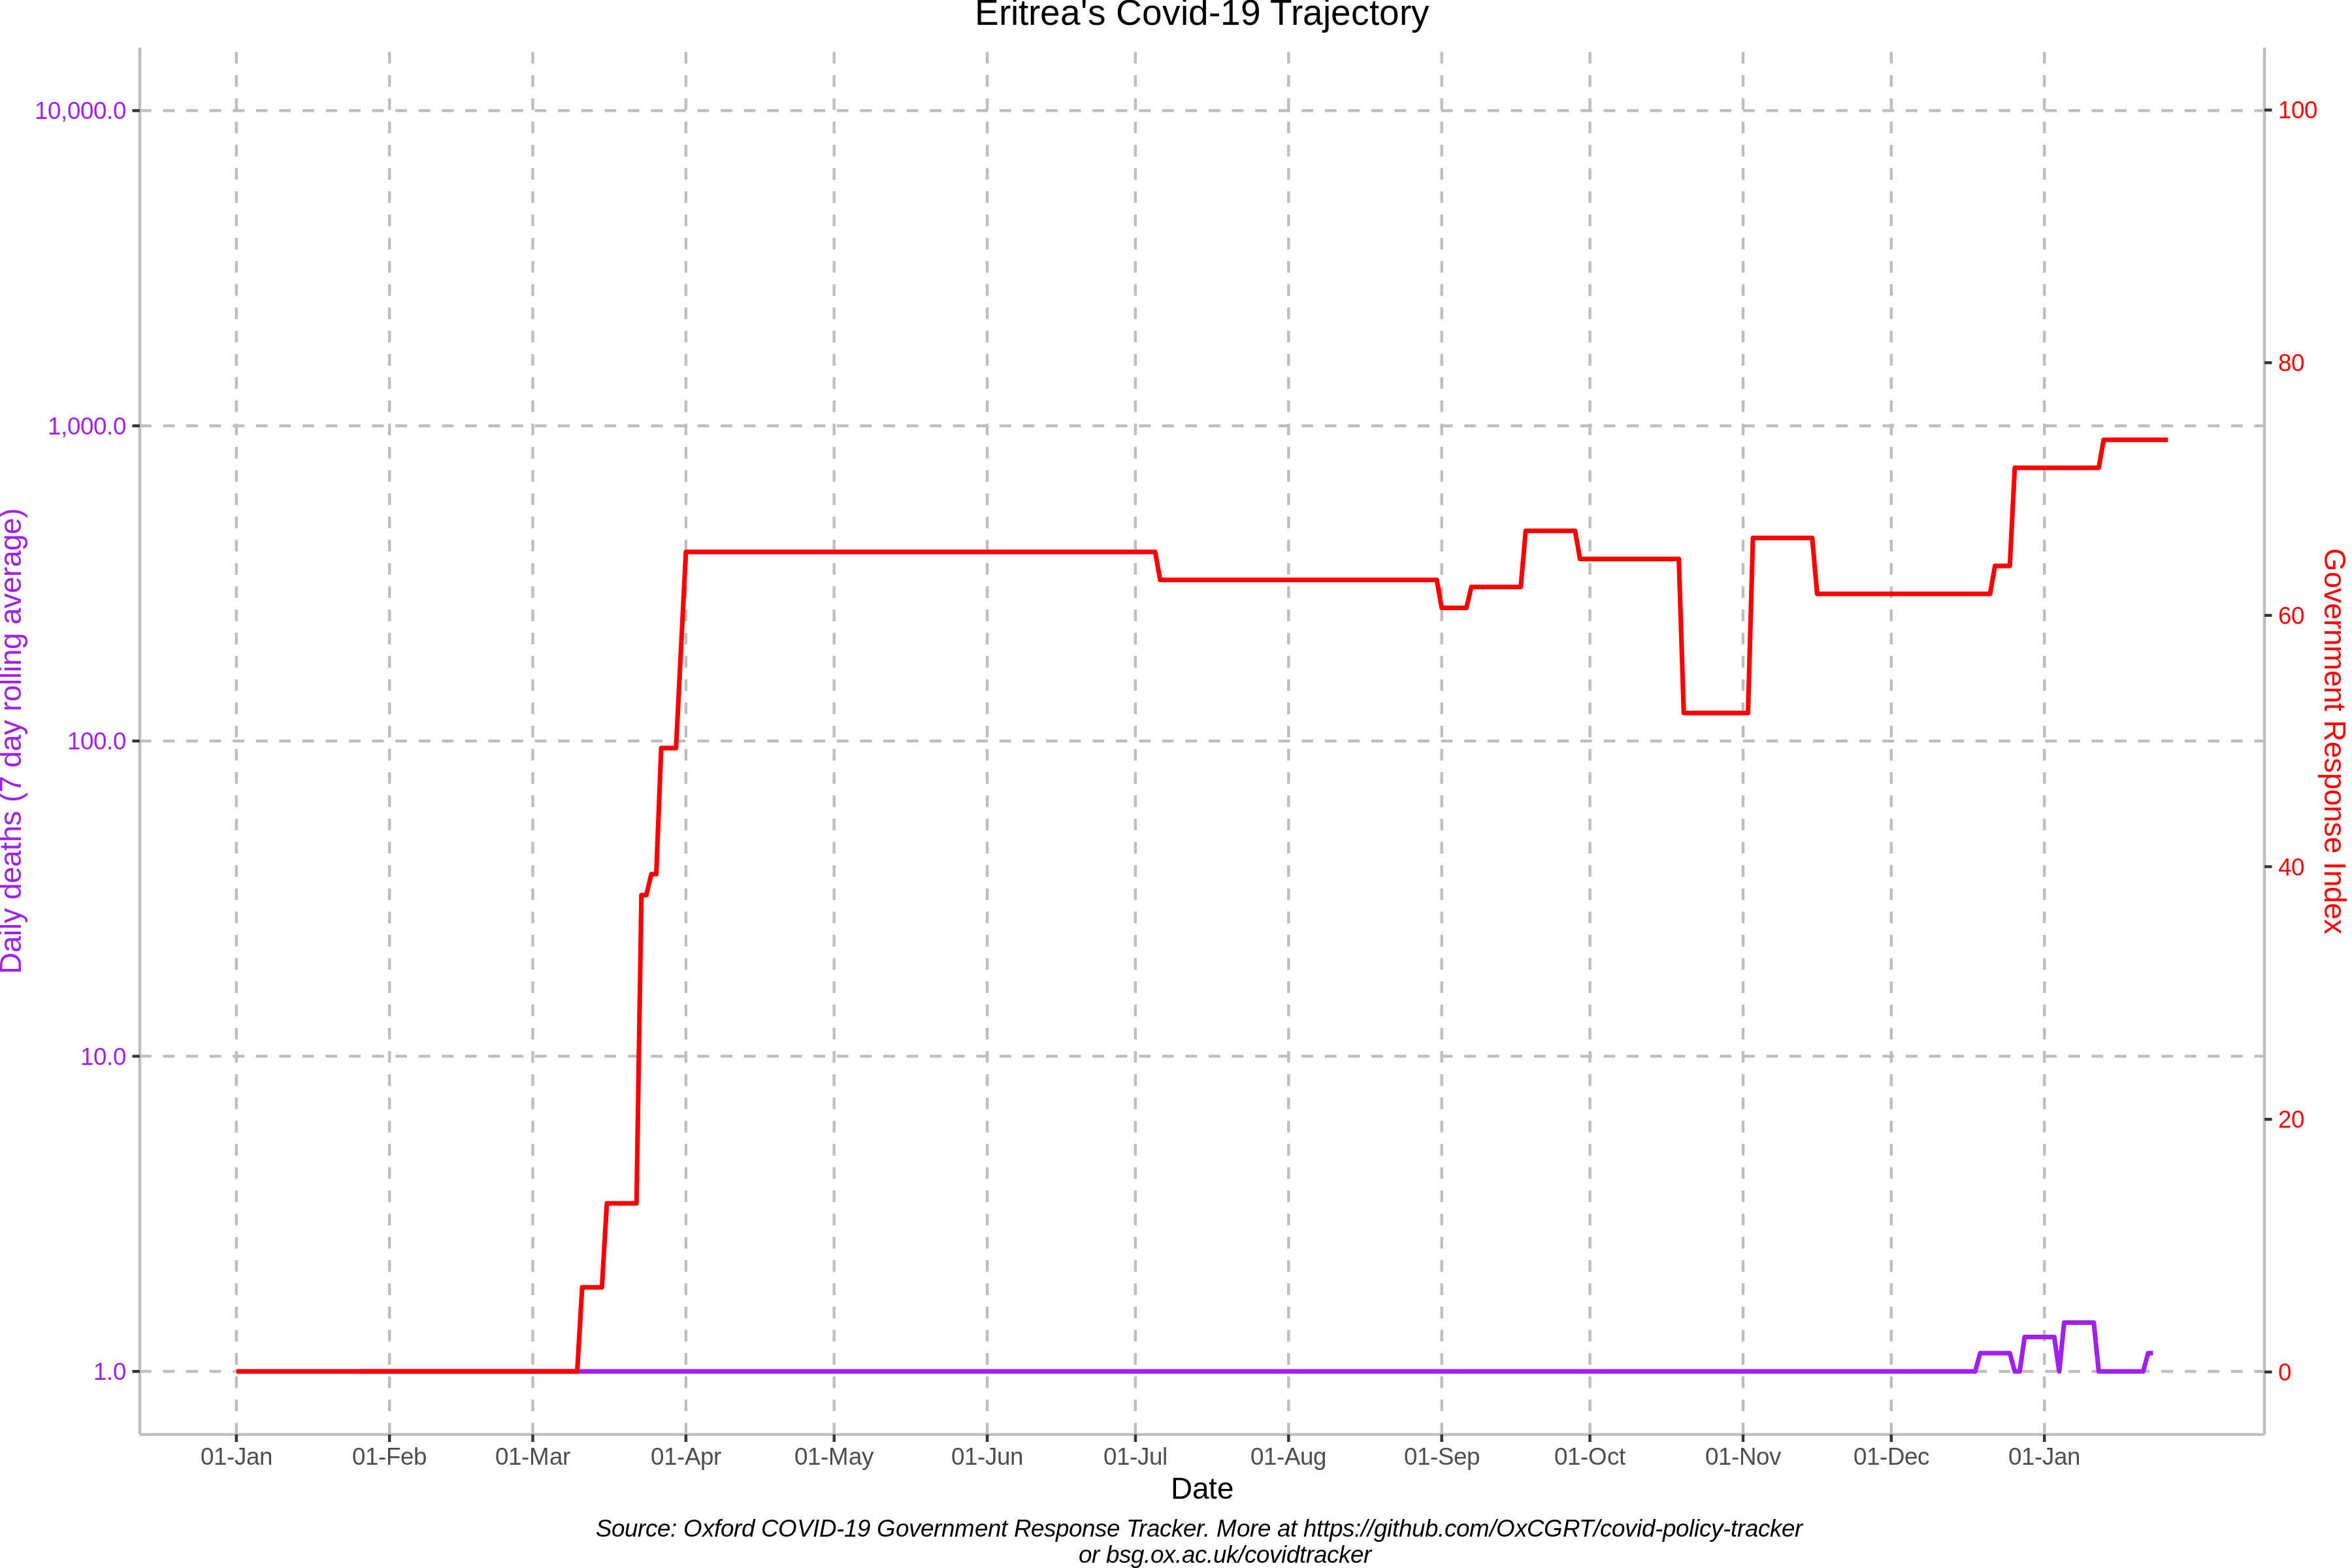 Eritrea's Covid-19 Trajectory
10,000.0
1,000.0
100.0
10.0
1.0
Daily deaths (7 day rolling average)
100
80
60
40
20
0
Government Response Index
01-Jan 01-Feb 01-Mar 01-Apr 01-May 01-Jun 01-Jul 01-Aug 01-Sep 01-Oct 01-Nov 01-Dec 01-Jan
Date
Source: Oxford COVID-19 Government Response Tracker. More at https://github.com/OxCGRT/covid-policy-tracker
or bsg.ox.ac.uk/covidtracker